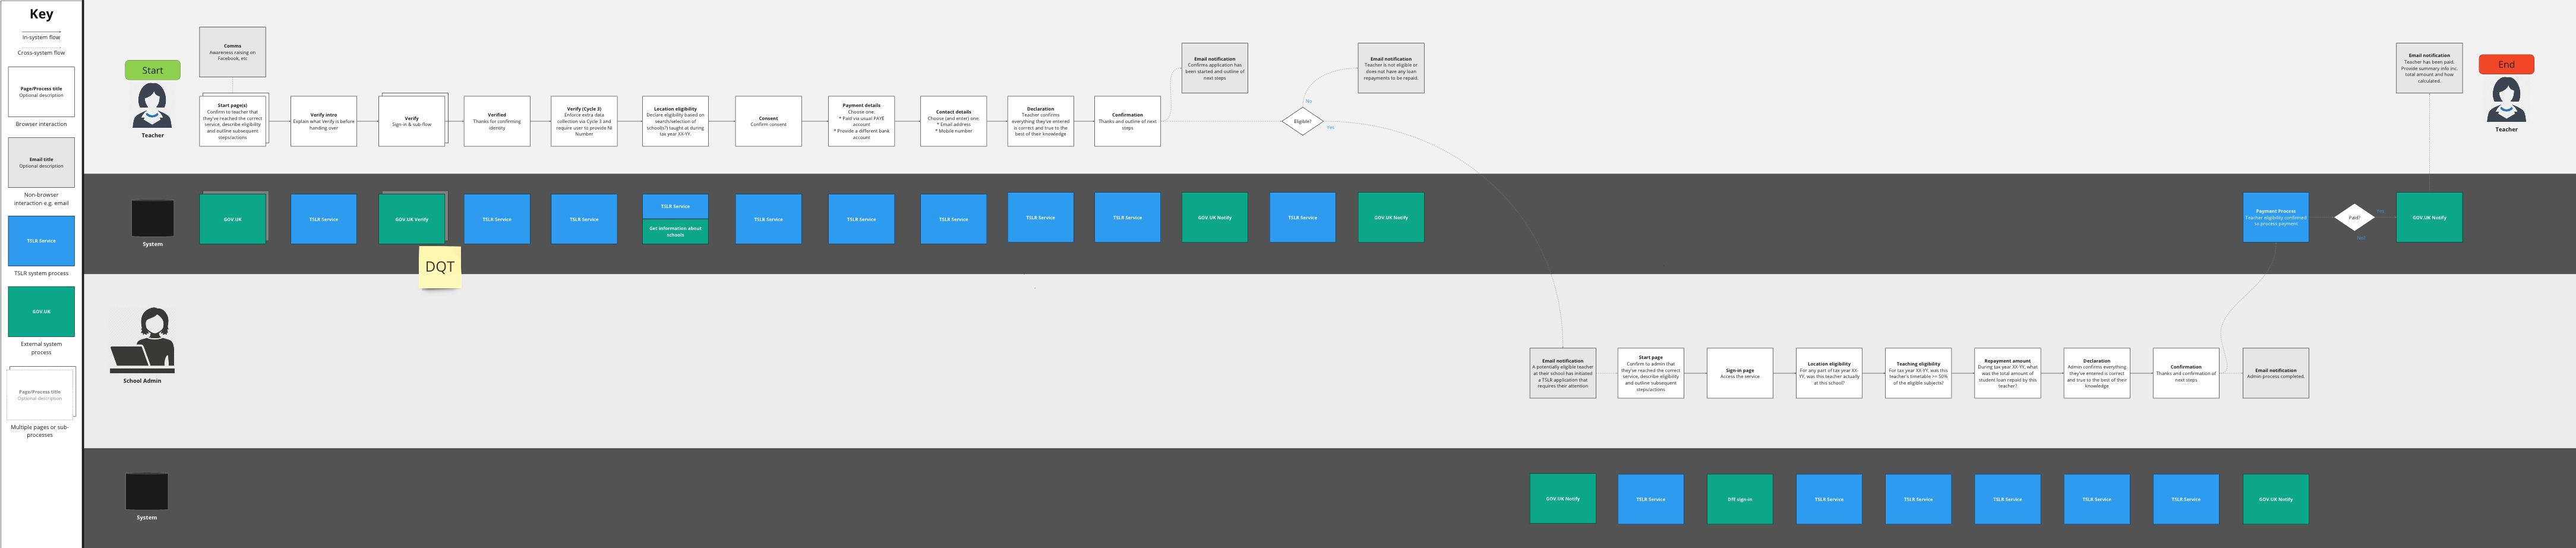 Key
In-system flow
Cross-system flow
Page/Process title
Optional description
Browser interaction
Email title
Optional description
Non-browser
interaction e.g. email
TSLR Service
TSLR system process
GOV.UK
External system
process
Page/Process title
Optional description
Multiple pages or sub-
processes
Start
Teacher
Comms
Awareness raising on
Facebook, etc
Start page(s)
Confirm to teacher that
they've reached the correct
service, describe eligibility
and outline subsequent
steps/actions
Verify intro
Explain what Verify is before
handing over
Verify
Sign-in & sub-flow
Verified
Thanks for confirming
identity
Verify (Cycle 3)
Enforce extra data
collection via Cycle 3 and
require user to provide NI
Number
Location eligibility
Declare eligibility based on
search/selection of
school(s?) taught at during
tax year XX-YY.
Consent
Confirm consent
Payment details
Choose one:
* Paid via usual PAYE
account
* Provide a different bank
account
Contact details
Choose (and enter) one:
* Email address
* Mobile number
Declaration
Teacher confirms
everything they've entered
is correct and true to the
best of their knowledge
Confirmation
Thanks and outline of next
steps
Email notification
Confirms application has
been started and outline of
next steps
Eligible?
No
Yes
Email notification
Teacher is not eligible or
does not have any loan
repayments to be repaid.
Email notification
Teacher has been paid.
Provide summary info inc.
total amount and how
calculated.
End
Teacher
System
GOV.UK
TSLR Service
GOV.UK Verify
TSLR Service
TSLR Service
TSLR Service
Get information about
schools
TSLR Service
TSLR Service
TSLR Service
TSLR Service
TSLR Service
GOV.UK Notify
TSLR Service
GOV.UK Notify
Payment Process
Teacher eligibility confirmed
so process payment
Paid?
Yes
GOV.UK Notify
DQT
School Admin
Email notification
A potentially eligible teacher
at their school has initiated
a TSLR application that
requires their attention
Start page
Confirm to admin that
they've reached the correct
service, describe eligibility
and outline subsequent
steps/actions
Sign-in page
Access the service
Location eligibility
For any part of tax year XX-
YY, was this teacher actually
at this school?
Teaching eligibility
For tax year XX-YY, was this
teacher's timetable >= 50%
of the eligible subjects?
Repayment amount
During tax year XX-YY, what
was the total amount of
student loan repaid by this
teacher?
Declaration
Admin confirms everything
they've entered is correct
and true to the best of their
knowledge
Confirmation
Thanks and confirmation of
next steps
Email notification
Admin process completed.
System
GOV.UK Notify
TSLR Service
DfE sign-in
TSLR Service
TSLR Service
TSLR Service
TSLR Service
TSLR Service
GOV.UK Notify